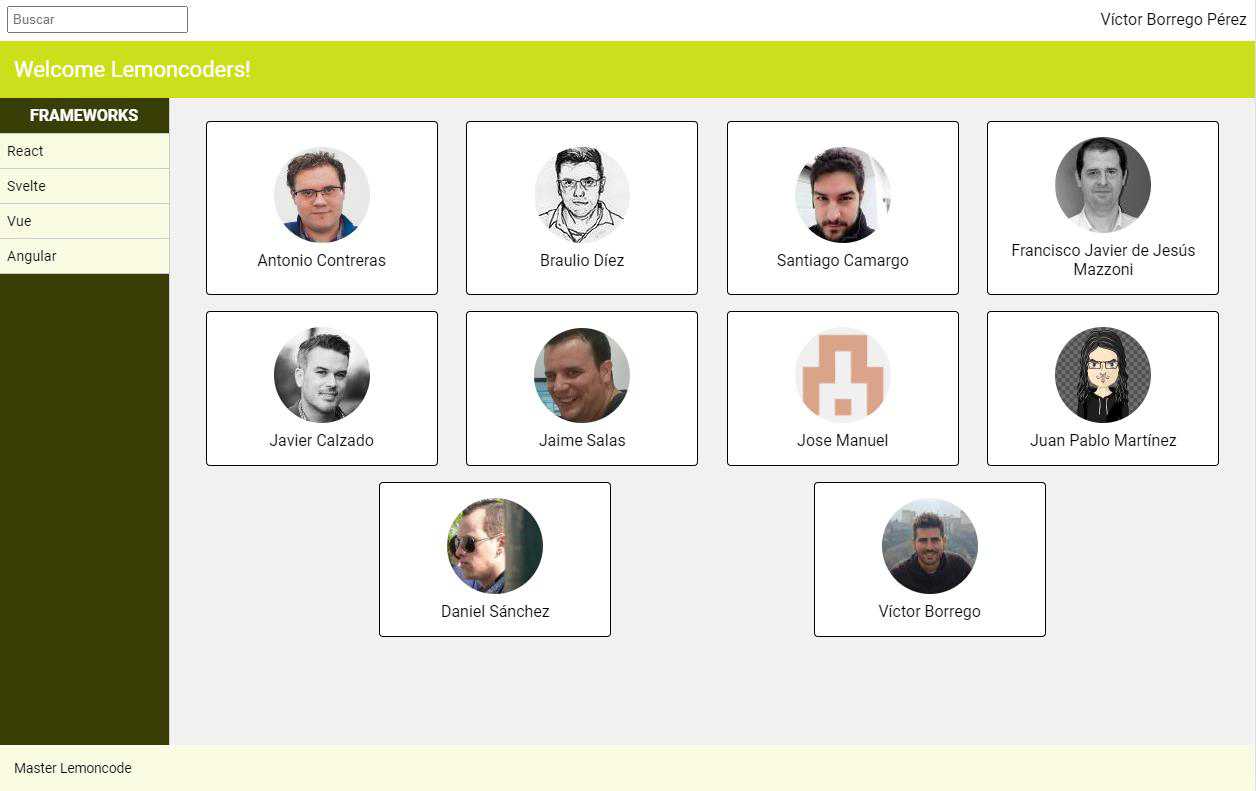 Buscar
Víctor Borrego Pérez
Welcome Lemoncoders!
FRAMEWORKS
React
Svelte
Vue
Angular
Antonio Contreras
Braulio Díez
Santiago Camargo
Francisco Javier de Jesús
Mazzoni
Javier Calzado
Jaime Salas
Jose Manuel
Juan Pablo Martínez
Daniel Sánchez
Víctor Borrego
Master Lemoncode